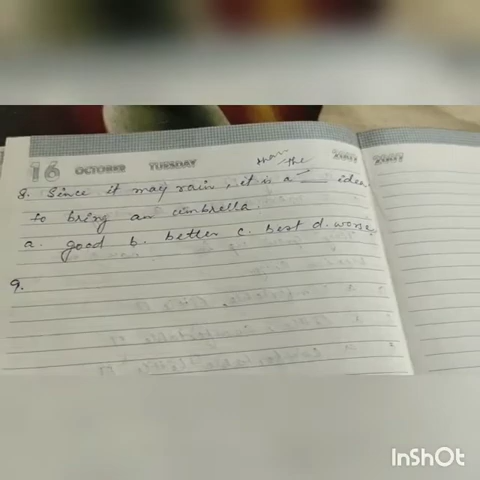 16 OCTOBER TUESDAY
than the
8. Since it may rain, it is a __ idea
to bring an umbrella.
a. good b. better c. best d. worse
9.
InShOt